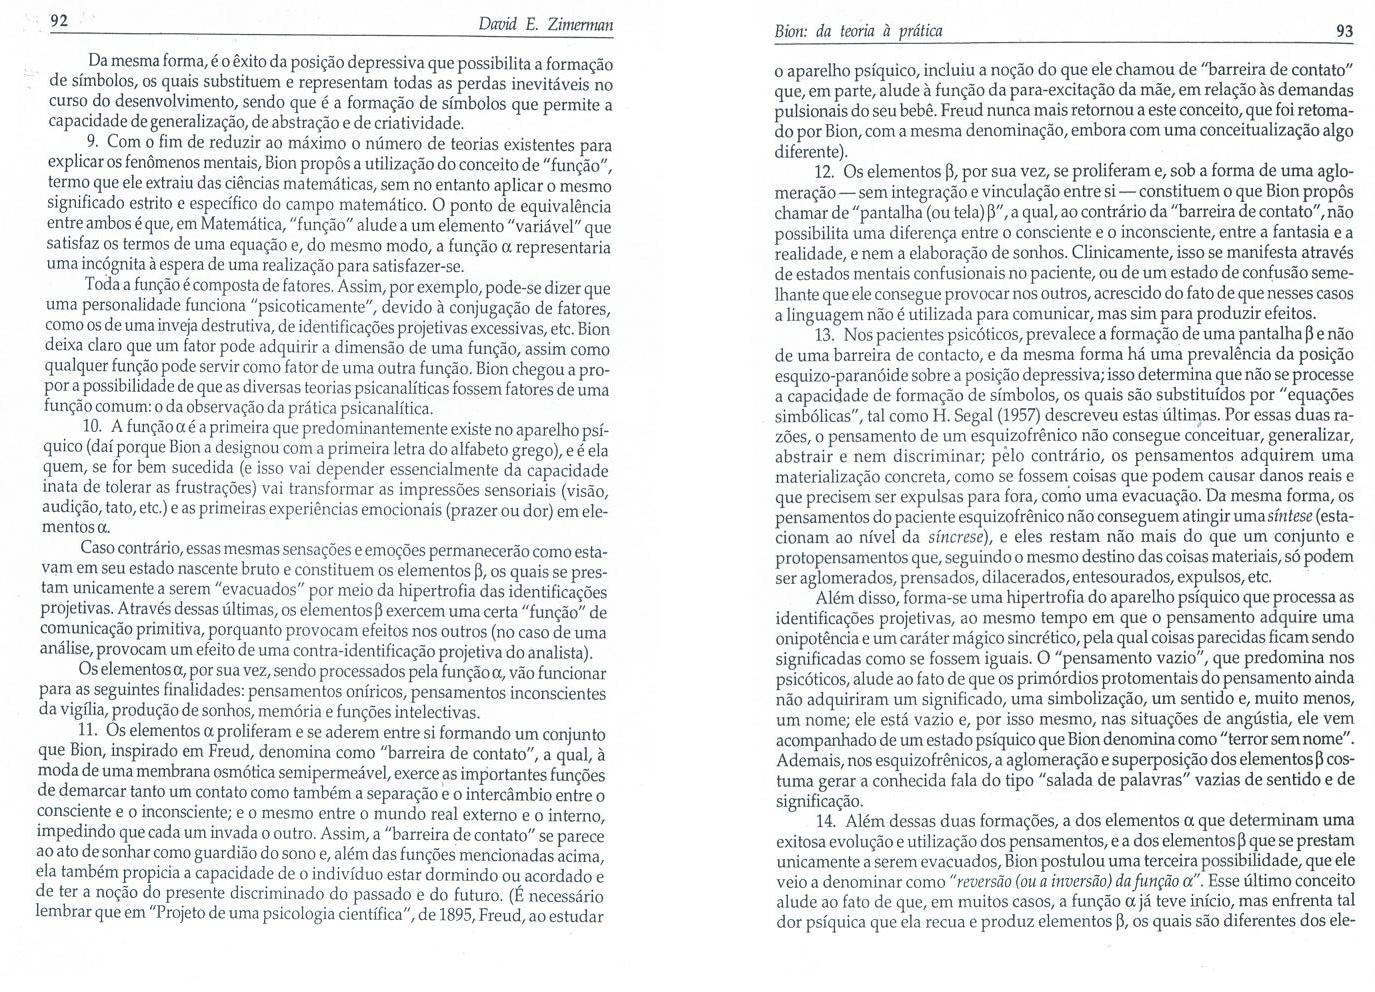 92
David E. Zimerman
Da mesma forma, é o êxito da posição depressiva que possibilita a formação
de símbolos, os quais substituem e representam todas as perdas inevitáveis no
curso do desenvolvimento, sendo que é a formação de símbolos que permite a
capacidade de generalização, de abstração e de criatividade.
9. Com o fim de reduzir ao máximo o número de teorias existentes para
explicar os fenômenos mentais, Bion propôs a utilização do conceito de "função",
termo que ele extraiu das ciências matemáticas, sem no entanto aplicar o mesmo
significado estrito e específico do campo matemático. O ponto de equivalência
entre ambos é que, em Matemática, "função" alude a um elemento "variável" que
satisfaz os termos de uma equação e, do mesmo modo, a função α representaria
uma incógnita à espera de uma realização para satisfazer-se.
Toda a função é composta de fatores. Assim, por exemplo, pode-se dizer que
uma personalidade funciona "psicoticamente", devido à conjugação de fatores,
como os de uma inveja destrutiva, de identificações projetivas excessivas, etc. Bion
deixa claro que um fator pode adquirir a dimensão de uma função, assim como
qualquer função pode servir como fator de uma outra função. Bion chegou a pro-
por a possibilidade de que as diversas teorias psicanalíticas fossem fatores de uma
função comum: o da observação da prática psicanalítica.
10. A função α é a primeira que predominantemente existe no aparelho psí-
quico (daí porque Bion a designou com a primeira letra do alfabeto grego), e é ela
quem, se for bem sucedida (e isso vai depender essencialmente da capacidade
inata de tolerar as frustrações) vai transformar as impressões sensoriais (visão,
audição, tato, etc.) e as primeiras experiências emocionais (prazer ou dor) em ele-
mentos α.
Caso contrário, essas mesmas sensações e emoções permanecerão como esta-
vam em seu estado nascente bruto e constituem os elementos β, os quais se pres-
tam unicamente a serem "evacuados" por meio da hipertrofia das identificações
projetivas. Através dessas últimas, os elementos β exercem uma certa "função" de
comunicação primitiva, porquanto provocam efeitos nos outros (no caso de uma
análise, provocam um efeito de uma contra-identificação projetiva do analista).
Os elementos α, por sua vez, sendo processados pela função α, vão funcionar
para as seguintes finalidades: pensamentos oníricos, pensamentos inconscientes
da vigília, produção de sonhos, memória e funções intelectivas.
11. Os elementos α proliferam e se aderem entre si formando um conjunto
que Bion, inspirado em Freud, denomina como "barreira de contato", a qual, à
moda de uma membrana osmótica semipermeável, exerce as importantes funções
de demarcar tanto um contato como também a separação e o intercâmbio entre o
consciente e o inconsciente; e o mesmo entre o mundo real externo e o interno,
impedindo que cada um invada o outro. Assim, a "barreira de contato" se parece
ao ato de sonhar como guardião do sono e, além das funções mencionadas acima,
ela também propicia a capacidade de o indivíduo estar dormindo ou acordado e
de ter a noção do presente discriminado do passado e do futuro. (É necessário
lembrar que em "Projeto de uma psicologia científica", de 1895, Freud, ao estudar
Bion: da teoria à prática
93
o aparelho psíquico, incluiu a noção do que ele chamou de "barreira de contato"
que, em parte, alude à função da para-excitação da mãe, em relação às demandas
pulsionais do seu bebê. Freud nunca mais retornou a este conceito, que foi retoma-
do por Bion, com a mesma denominação, embora com uma conceitualização algo
diferente).
12. Os elementos β, por sua vez, se proliferam e, sob a forma de uma aglo-
meração — sem integração e vinculação entre si — constituem o que Bion propôs
chamar de "pantalha (ou tela) β", a qual, ao contrário da "barreira de contato", não
possibilita uma diferença entre o consciente e o inconsciente, entre a fantasia e a
realidade, e nem a elaboração de sonhos. Clinicamente, isso se manifesta através
de estados mentais confusionais no paciente, ou de um estado de confusão seme-
lhante que ele consegue provocar nos outros, acrescido do fato de que nesses casos
a linguagem não é utilizada para comunicar, mas sim para produzir efeitos.
13. Nos pacientes psicóticos, prevalece a formação de uma pantalha β e não
de uma barreira de contacto, e da mesma forma há uma prevalência da posição
esquizo-paranóide sobre a posição depressiva; isso determina que não se processe
a capacidade de formação de símbolos, os quais são substituídos por "equações
simbólicas", tal como H. Segal (1957) descreveu estas últimas. Por essas duas ra-
zões, o pensamento de um esquizofrênico não consegue conceituar, generalizar,
abstrair e nem discriminar; pelo contrário, os pensamentos adquirem uma
materialização concreta, como se fossem coisas que podem causar danos reais e
que precisem ser expulsas para fora, como uma evacuação. Da mesma forma, os
pensamentos do paciente esquizofrênico não conseguem atingir uma síntese (esta-
cionam ao nível da síncrese), e eles restam não mais do que um conjunto e
protopensamentos que, seguindo o mesmo destino das coisas materiais, só podem
ser aglomerados, prensados, dilacerados, entesourados, expulsos, etc.
Além disso, forma-se uma hipertrofia do aparelho psíquico que processa as
identificações projetivas, ao mesmo tempo em que o pensamento adquire uma
onipotência e um caráter mágico sincrético, pela qual coisas parecidas ficam sendo
significadas como se fossem iguais. O "pensamento vazio", que predomina nos
psicóticos, alude ao fato de que os primórdios protomentais do pensamento ainda
não adquiriram um significado, uma simbolização, um sentido e, muito menos,
um nome; ele está vazio e, por isso mesmo, nas situações de angústia, ele vem
acompanhado de um estado psíquico que Bion denomina como "terror sem nome".
Ademais, nos esquizofrênicos, a aglomeração e superposição dos elementos β cos-
tuma gerar a conhecida fala do tipo "salada de palavras" vazias de sentido e de
significação.
14. Além dessas duas formações, a dos elementos α que determinam uma
exitosa evolução e utilização dos pensamentos, e a dos elementos β que se prestam
unicamente a serem evacuados, Bion postulou uma terceira possibilidade, que ele
veio a denominar como "reversão (ou a inversão) da função α". Esse último conceito
alude ao fato de que, em muitos casos, a função α já teve início, mas enfrenta tal
dor psíquica que ela recua e produz elementos β, os quais são diferentes dos ele-